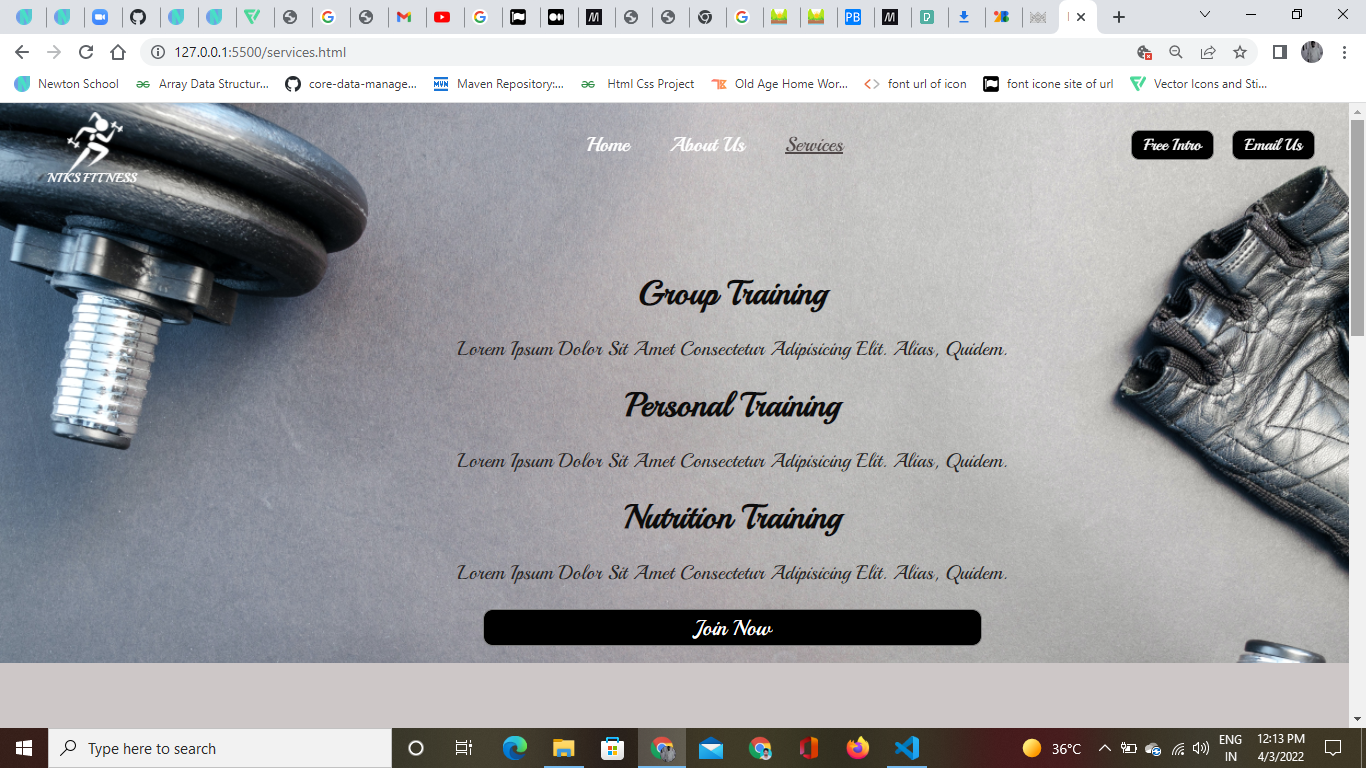 127.0.0.1:5500/services.html
Newton School
Array Data Structur...
core-data-manage...
Maven Repository:...
Html Css Project
Old Age Home Wor...
font url of icon
font icone site of url
Vector Icons and Sti...
NIKS FITNESS
Home
About Us
Services
Free Intro
Email Us
Group Training
Lorem Ipsum Dolor Sit Amet Consectetur Adipisicing Elit. Alias, Quidem.
Personal Training
Lorem Ipsum Dolor Sit Amet Consectetur Adipisicing Elit. Alias, Quidem.
Nutrition Training
Lorem Ipsum Dolor Sit Amet Consectetur Adipisicing Elit. Alias, Quidem.
Join Now
Type here to search
36°C
ENG
IN
12:13 PM
4/3/2022